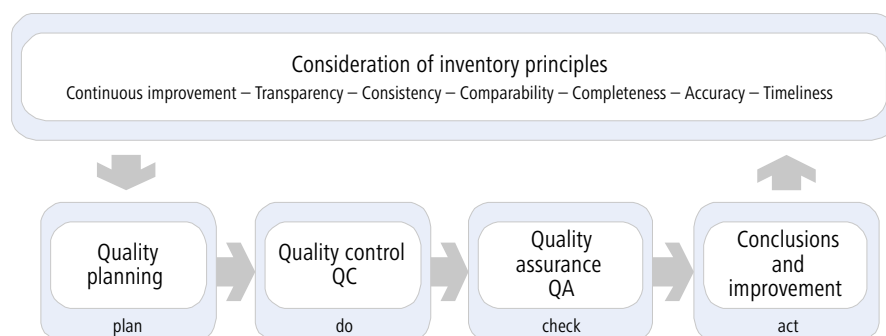 Consideration of inventory principles
Continuous improvement – Transparency – Consistency – Comparability – Completeness – Accuracy – Timeliness
Quality
planning
plan
Quality control
QC
do
Quality
assurance
QA
check
Conclusions
and
improvement
act